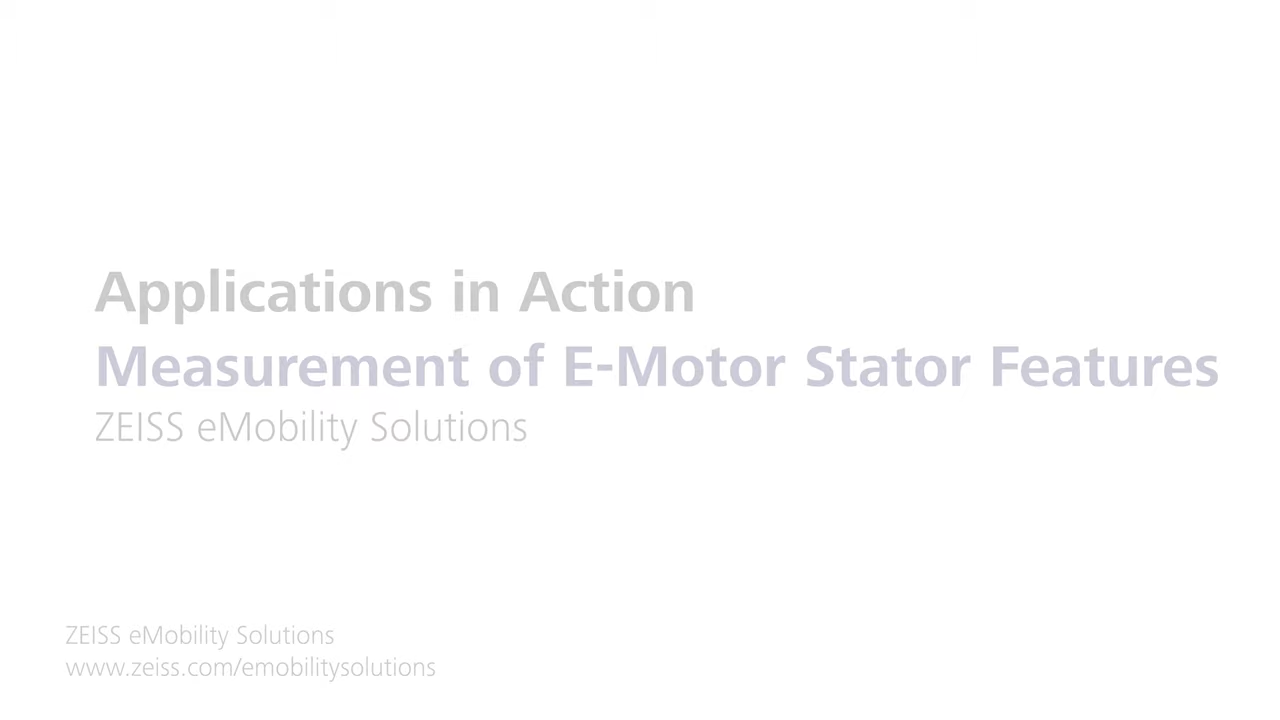 Applications in Action
Measurement of E-Motor Stator Features
ZEISS eMobility Solutions
ZEISS eMobility Solutions
www.zeiss.com/emobilitysolutions